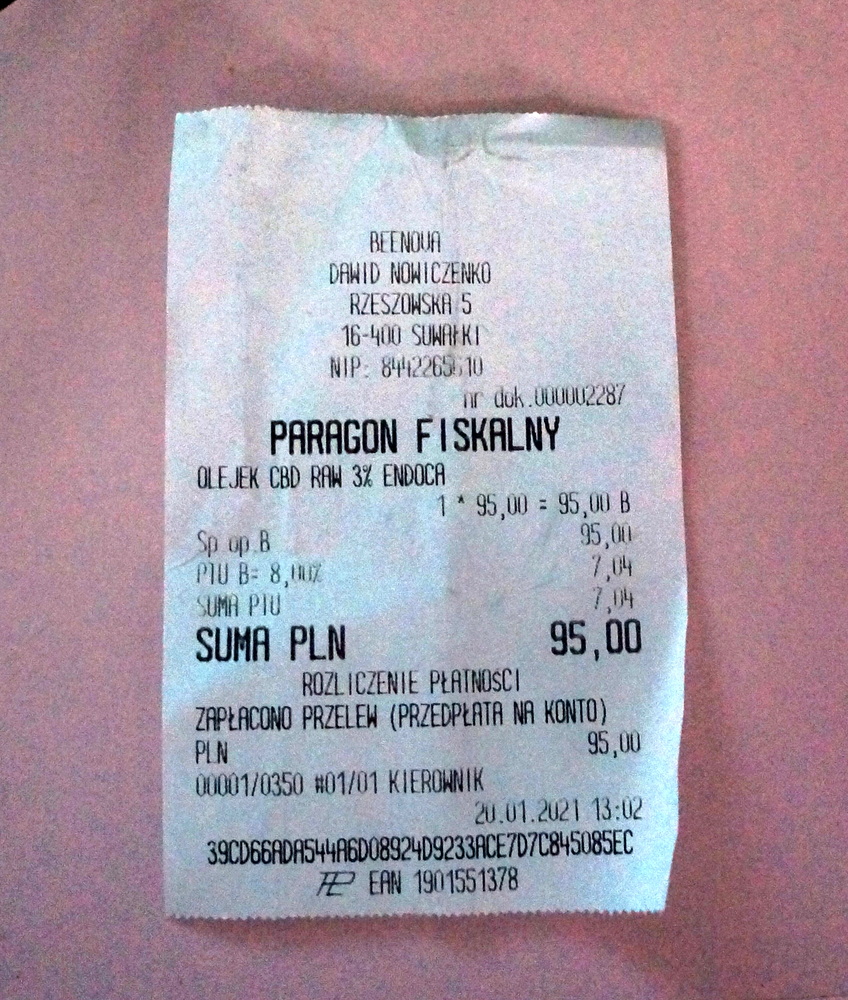 BEENOVA
DAWID NOWICZENKO
RZESZOWSKA 5
16-400 SUWAŁKI
NIP:
nr dok.000002287
PARAGON FISKALNY
OLEJEK CBD RAW 3% ENDOCA
1 * 95,00 = 95,00 B
Sp op B 95,00
PTU B= 8,00% 7,04
SUMA PTU 7,04
SUMA PLN 95,00
ROZLICZENIE PŁATNOŚCI
ZAPŁACONO PRZELEW (PRZEDPŁATA NA KONTO)
PLN 95,00
00001/0350 #01/01 KIEROWNIK
20.01.2021 13:02
39CD66ADA544A6D08924D9233ACE7D7C845085EC
EAN 1901551378